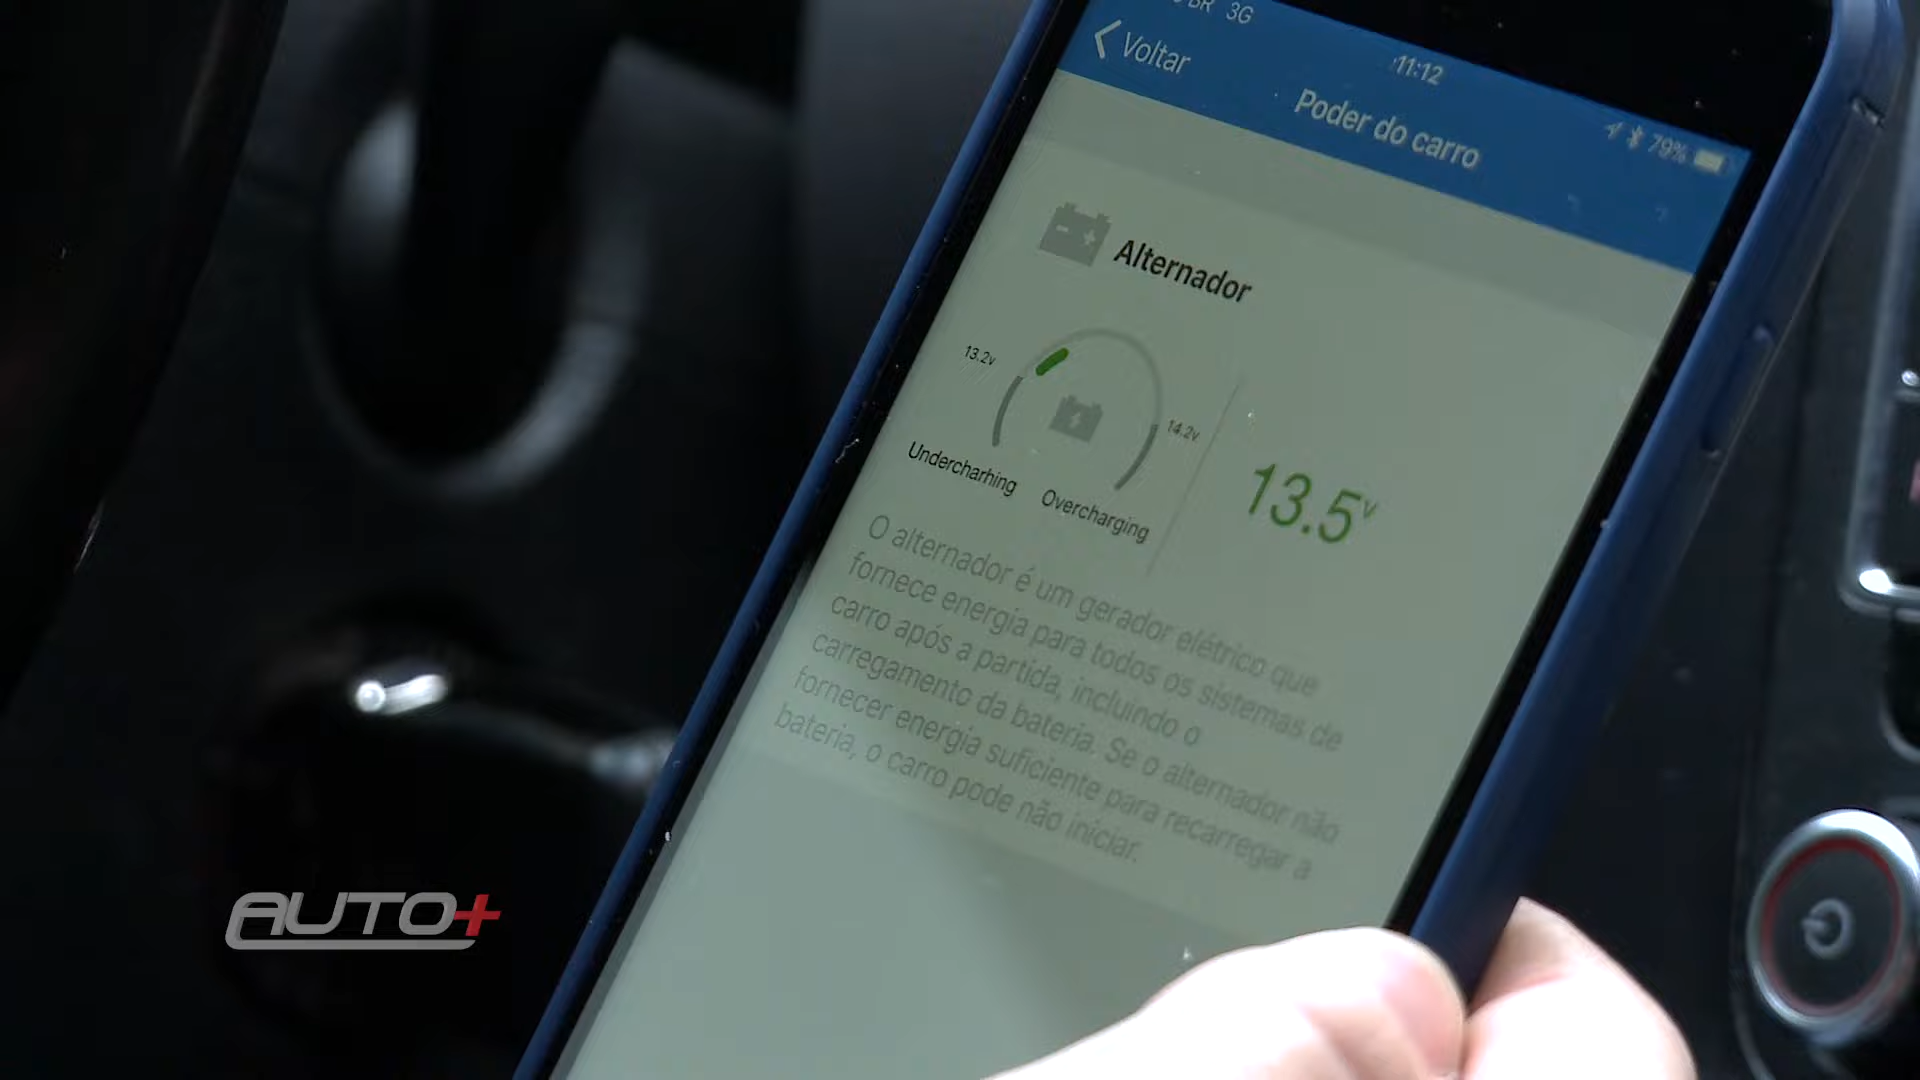 BR 3G
11:12
79%
Voltar
Poder do carro
Alternador
13.2v
14.2v
Undercharhing
Overcharging
13.5v
O alternador é um gerador elétrico que
fornece energia para todos os sistemas de
carro após a partida, incluindo o
carregamento da bateria. Se o alternador não
fornecer energia suficiente para recarregar a
bateria, o carro pode não iniciar.
AUTO+